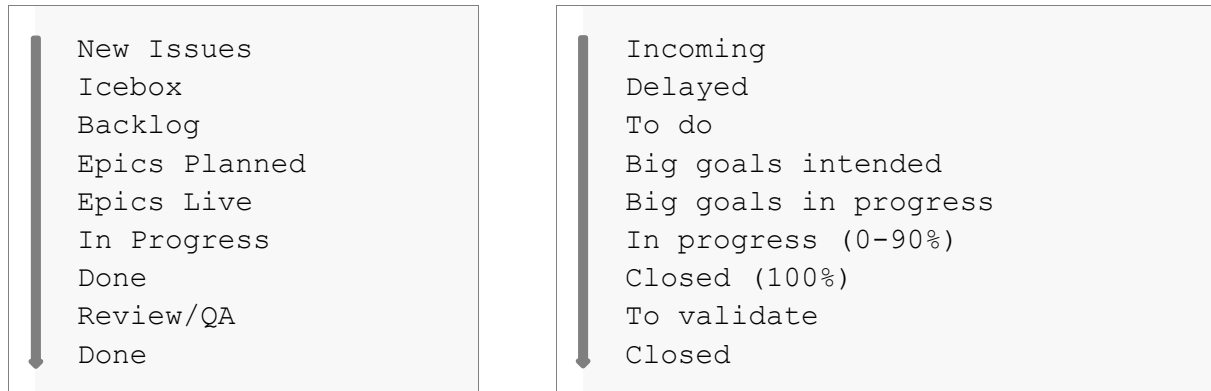 New Issues
Icebox
Backlog
Epics Planned
Epics Live
In Progress
Done
Review/QA
Done
Incoming
Delayed
To do
Big goals intended
Big goals in progress
In progress (0-90%)
Closed (100%)
To validate
Closed